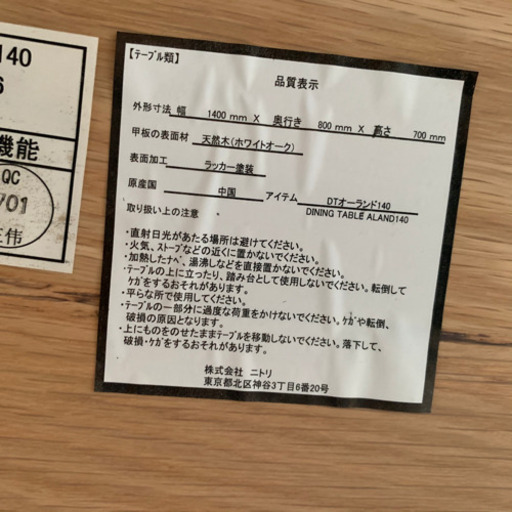 140
6
機能
QC
/01
伟
【テーブル類】
品質表示
外形寸法 幅 1400 mm X 奥行き 800 mm X 高さ 700 mm
甲板の表面材 天然木(ホワイトオーク)
表面加工 ラッカー塗装
原産国 中国 アイテム DTオーランド140
取り扱い上の注意 DINING TABLE ALAND140
・直射日光があたる場所は避けてください。
・火気、ストーブなどの近くに置かないでください。
・加熱したナベ、湯沸しなどを直接置かないでください。
・テーブルの上に立ったり、踏み台として使用しないでください。転倒して
ケガをするおそれがあります。
・平らな所で使用してください。
・テーブルの一部分に過度な荷重をかけないでください。ケガや転倒、
破損の原因となります。
・上にものをのせたままテーブルを移動しないでください。落下して、
破損・ケガをするおそれがあります。
株式会社 ニトリ
東京都北区神谷3丁目6番20号